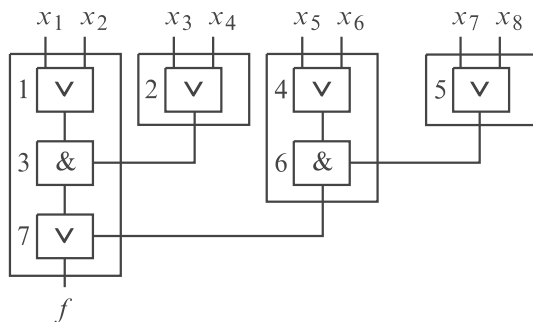 x₁ x₂ x₃ x₄ x₅ x₆ x₇ x₈
1 ∨ 2 ∨ 4 ∨ 5 ∨
3 & 6 &
7 ∨
f